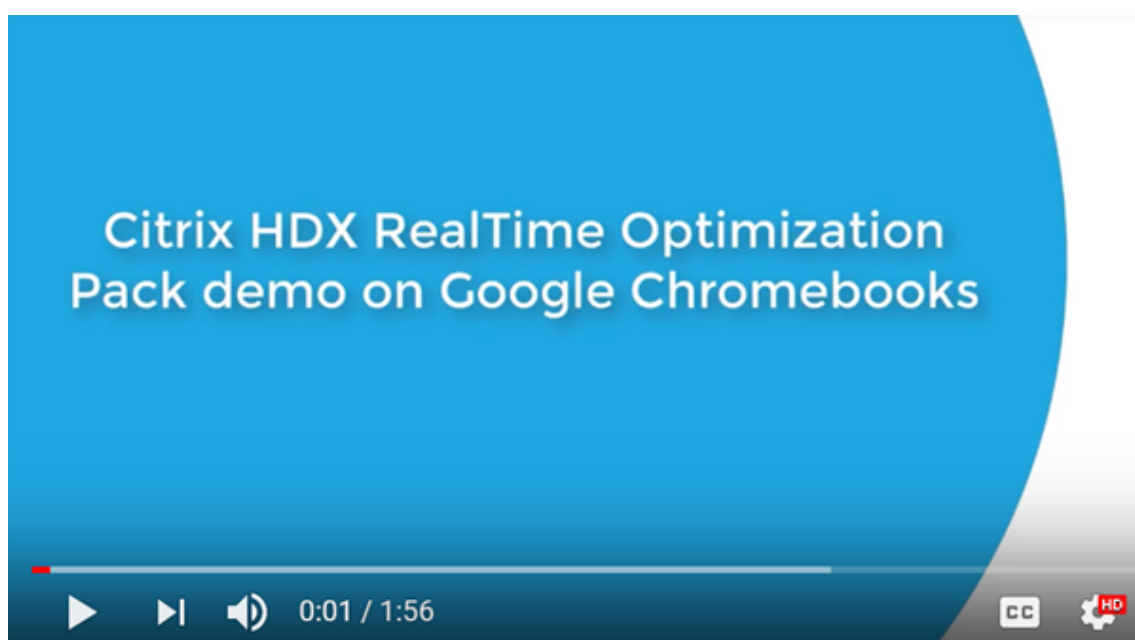 Citrix HDX RealTime Optimization
Pack demo on Google Chromebooks
0:01 / 1:56
CC
HD